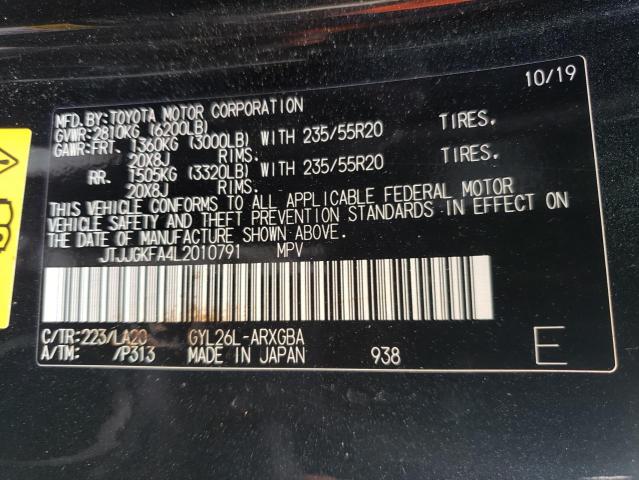 10/19
MFD.BY:TOYOTA MOTOR CORPORATION
GVWR:2810KG (6200LB)
GAWR:FRT. 1360KG (3000LB) WITH 235/55R20 TIRES,
20X8J RIMS.
RR. 1505KG (3320LB) WITH 235/55R20 TIRES,
20X8J RIMS.
THIS VEHICLE CONFORMS TO ALL APPLICABLE FEDERAL MOTOR
VEHICLE SAFETY AND THEFT PREVENTION STANDARDS IN EFFECT ON
THE DATE OF MANUFACTURE SHOWN ABOVE.
JTJJGKFA4L2010791 MPV
C/TR:223/LA20 GYL26L-ARXGBA
A/TM: /P313 MADE IN JAPAN 938 E